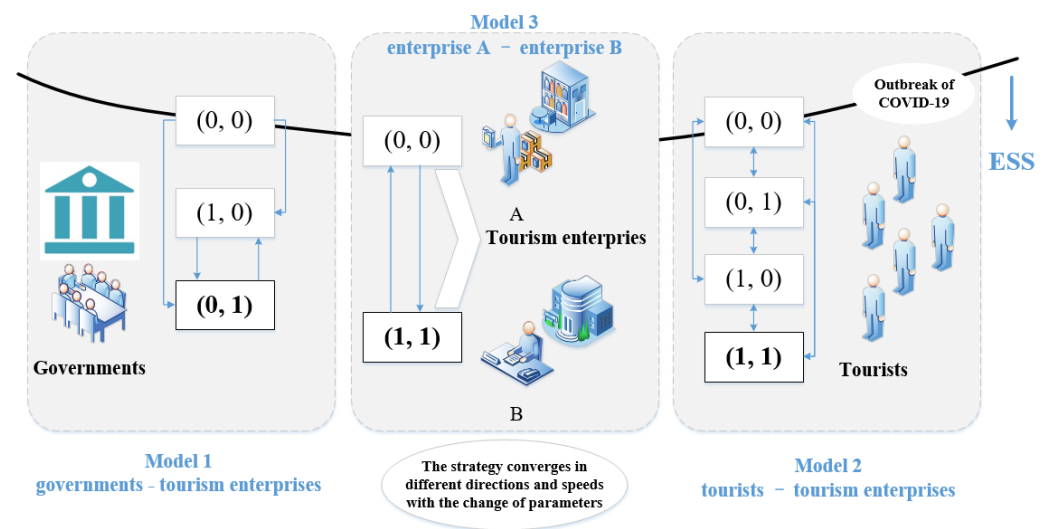 Model 3
enterprise A － enterprise B
Outbreak of
COVID-19
ESS
(0, 0)
(1, 0)
(0, 1)
Governments
(0, 0)
(1, 1)
A
Tourism enterpries
B
(0, 0)
(0, 1)
(1, 0)
(1, 1)
Tourists
Model 1
governments - tourism enterprises
The strategy converges in
different directions and speeds
with the change of parameters
Model 2
tourists － tourism enterprises